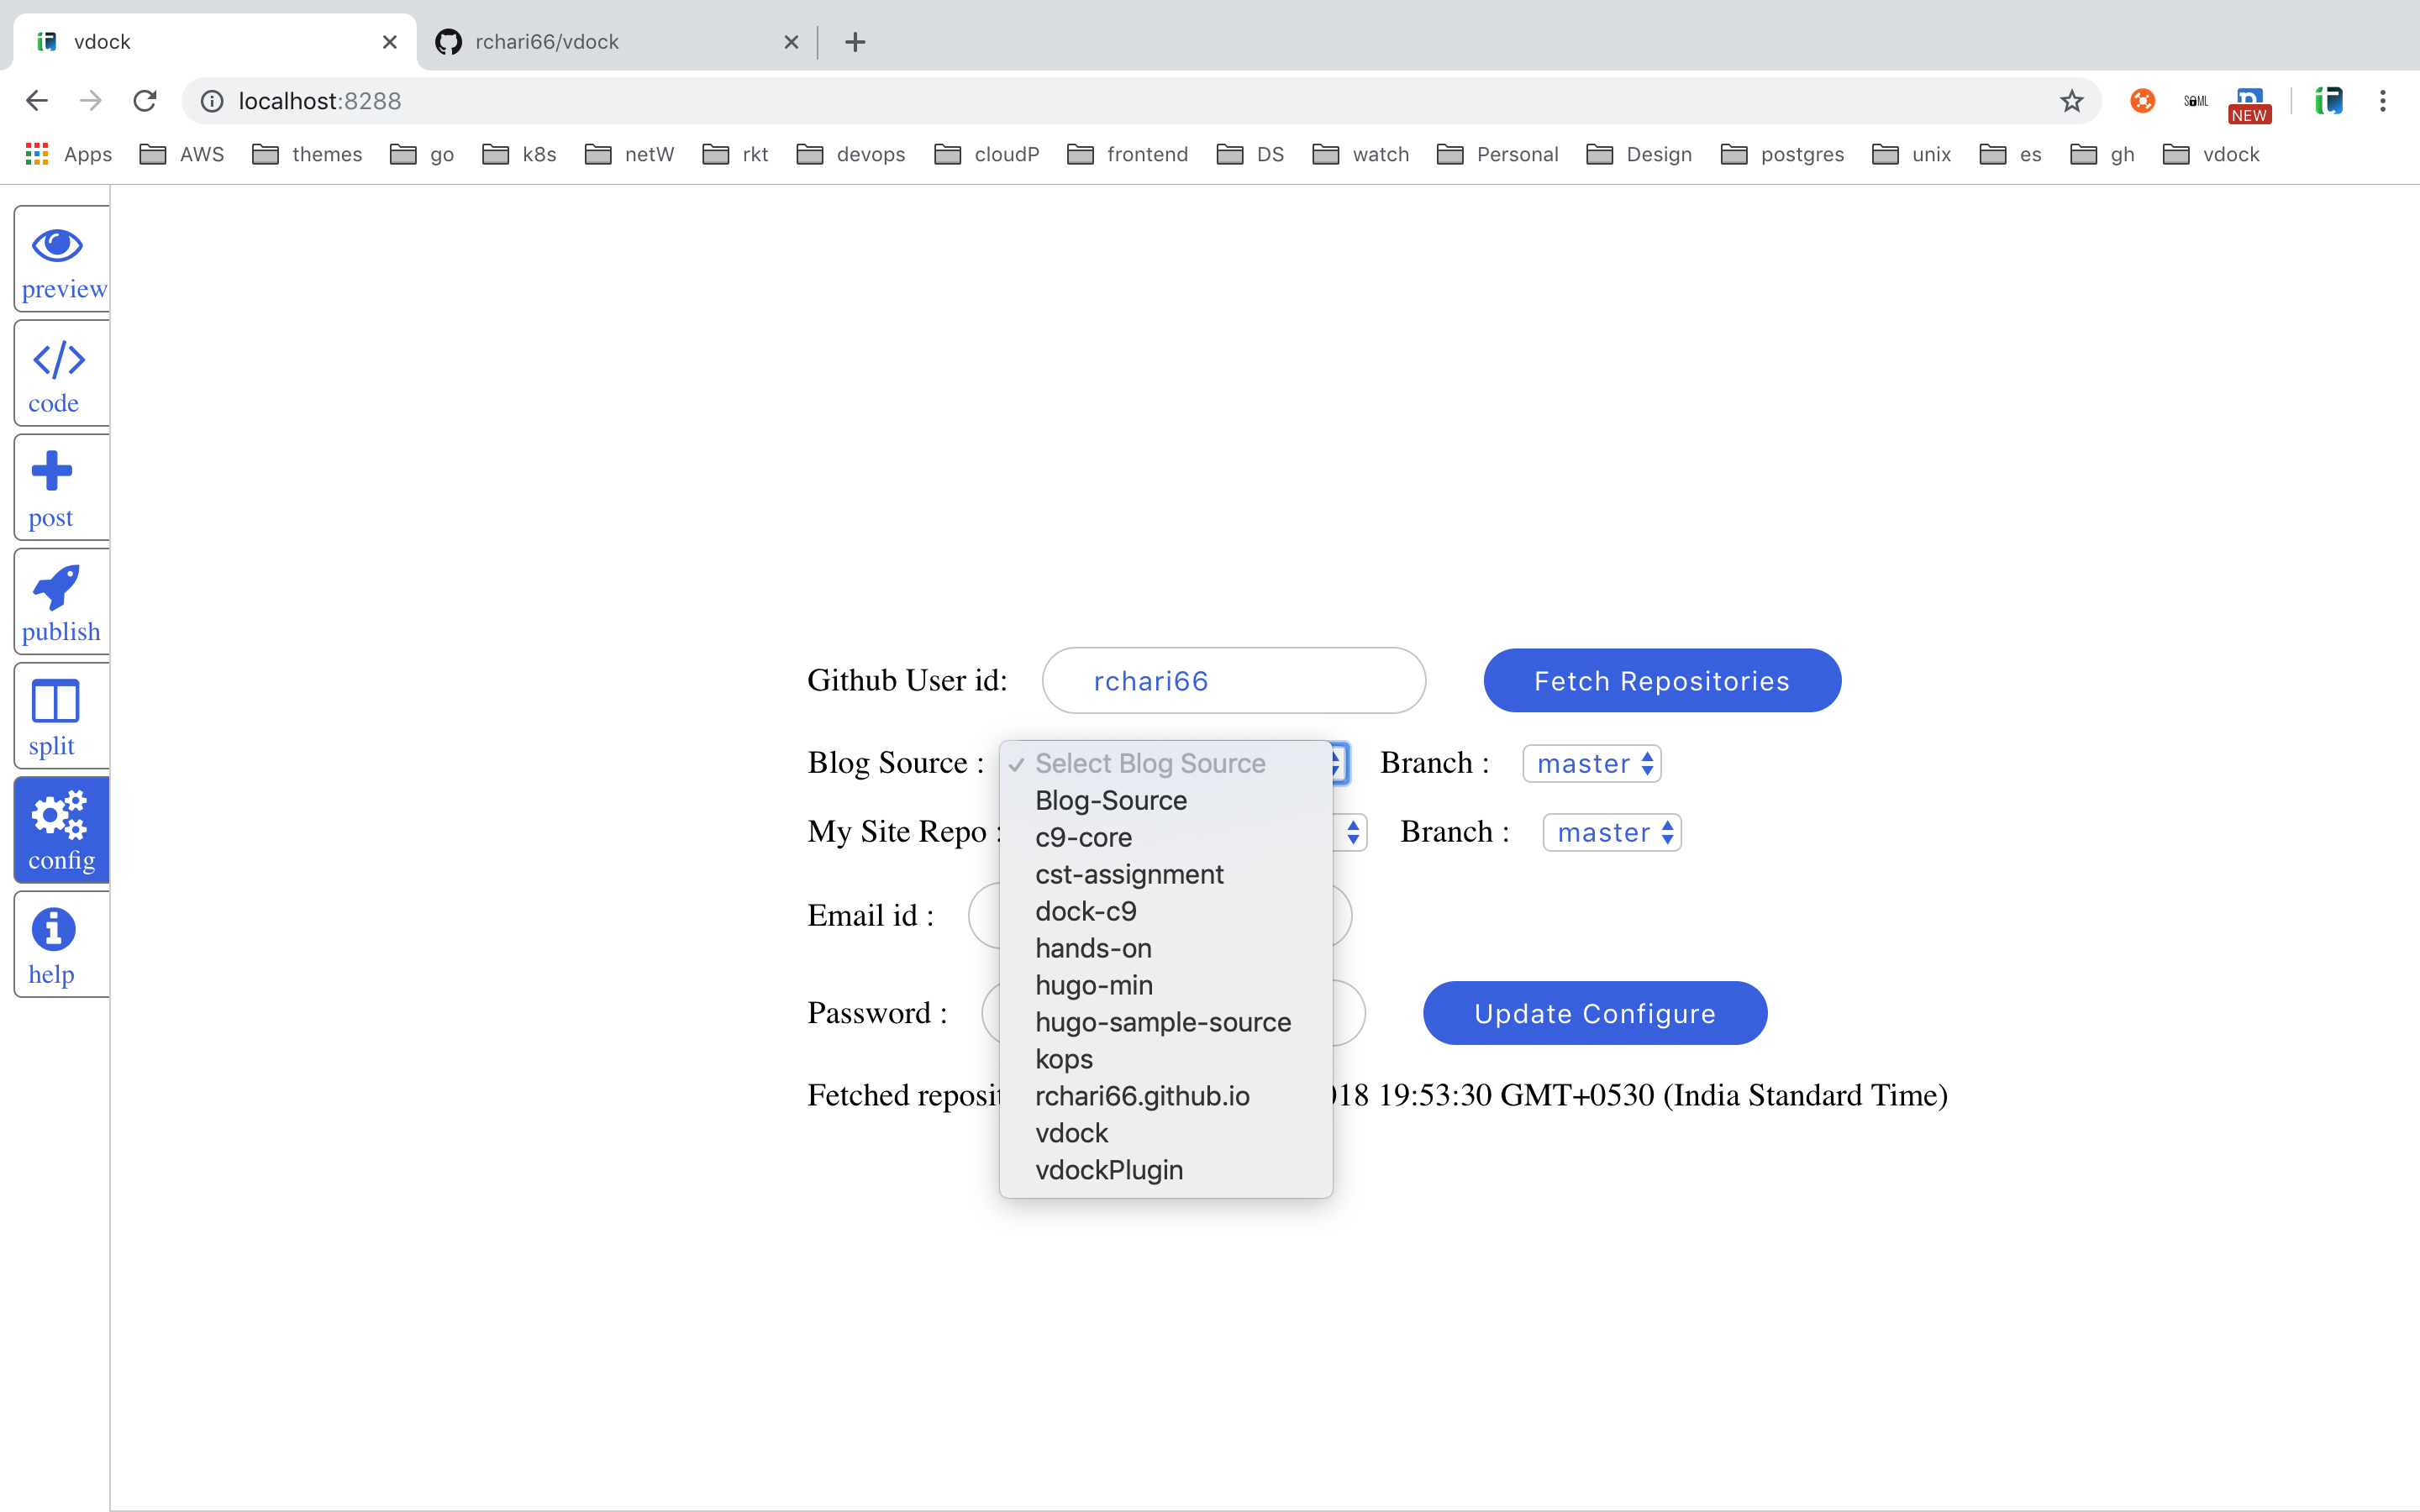 vdock
rchari66/vdock
localhost:8288
NEW
Apps AWS themes go k8s netW rkt devops cloudP frontend DS watch Personal Design postgres unix es gh vdock
preview
code
post
publish
split
config
help
Github User id: rchari66 Fetch Repositories
Blog Source : Select Blog Source Branch : master
Blog-Source
My Site Repo : Branch : master
c9-core
cst-assignment
dock-c9
Email id :
hands-on
hugo-min
Password : Update Configure
hugo-sample-source
kops
Fetched reposit 018 19:53:30 GMT+0530 (India Standard Time)
rchari66.github.io
vdock
vdockPlugin